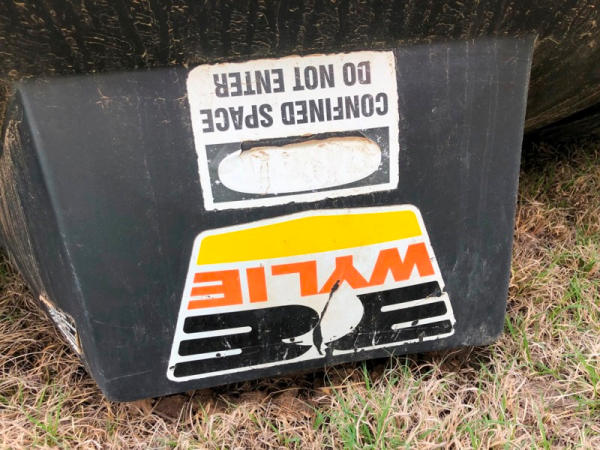 WYLIE
CONFINED SPACE
DO NOT ENTER